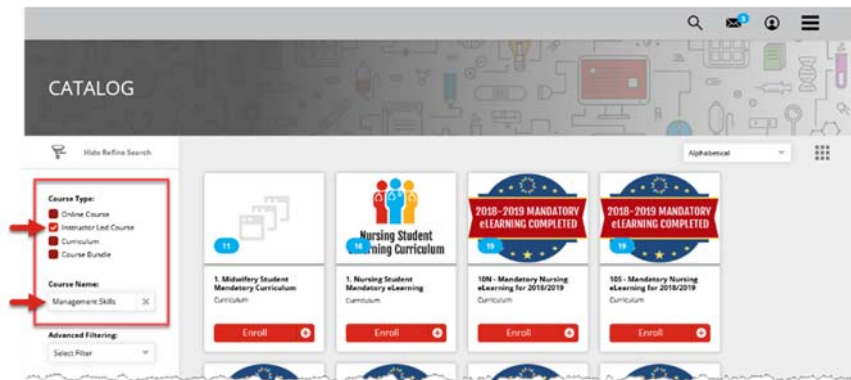 5
CATALOG
Hide Refine Search
Alphabetical
Course Type:
Online Course
Instructor Led Course
Curriculum
Course Bundle
Course Name:
Management Skills
Advanced Filtering:
Select Filter
11
1. Midwifery Student
Mandatory Curriculum
Curriculum
Enroll
Nursing Student
16
ning Curriculum
1. Nursing Student
Mandatory eLearning
Curriculum
Enroll
2018-2019 MANDATORY
eLEARNING COMPLETED
19
10N - Mandatory Nursing
eLearning for 2018/2019
Curriculum
Enroll
2018-2019 MANDATORY
eLEARNING COMPLETED
19
10S - Mandatory Nursing
eLearning for 2018/2019
Curriculum
Enroll